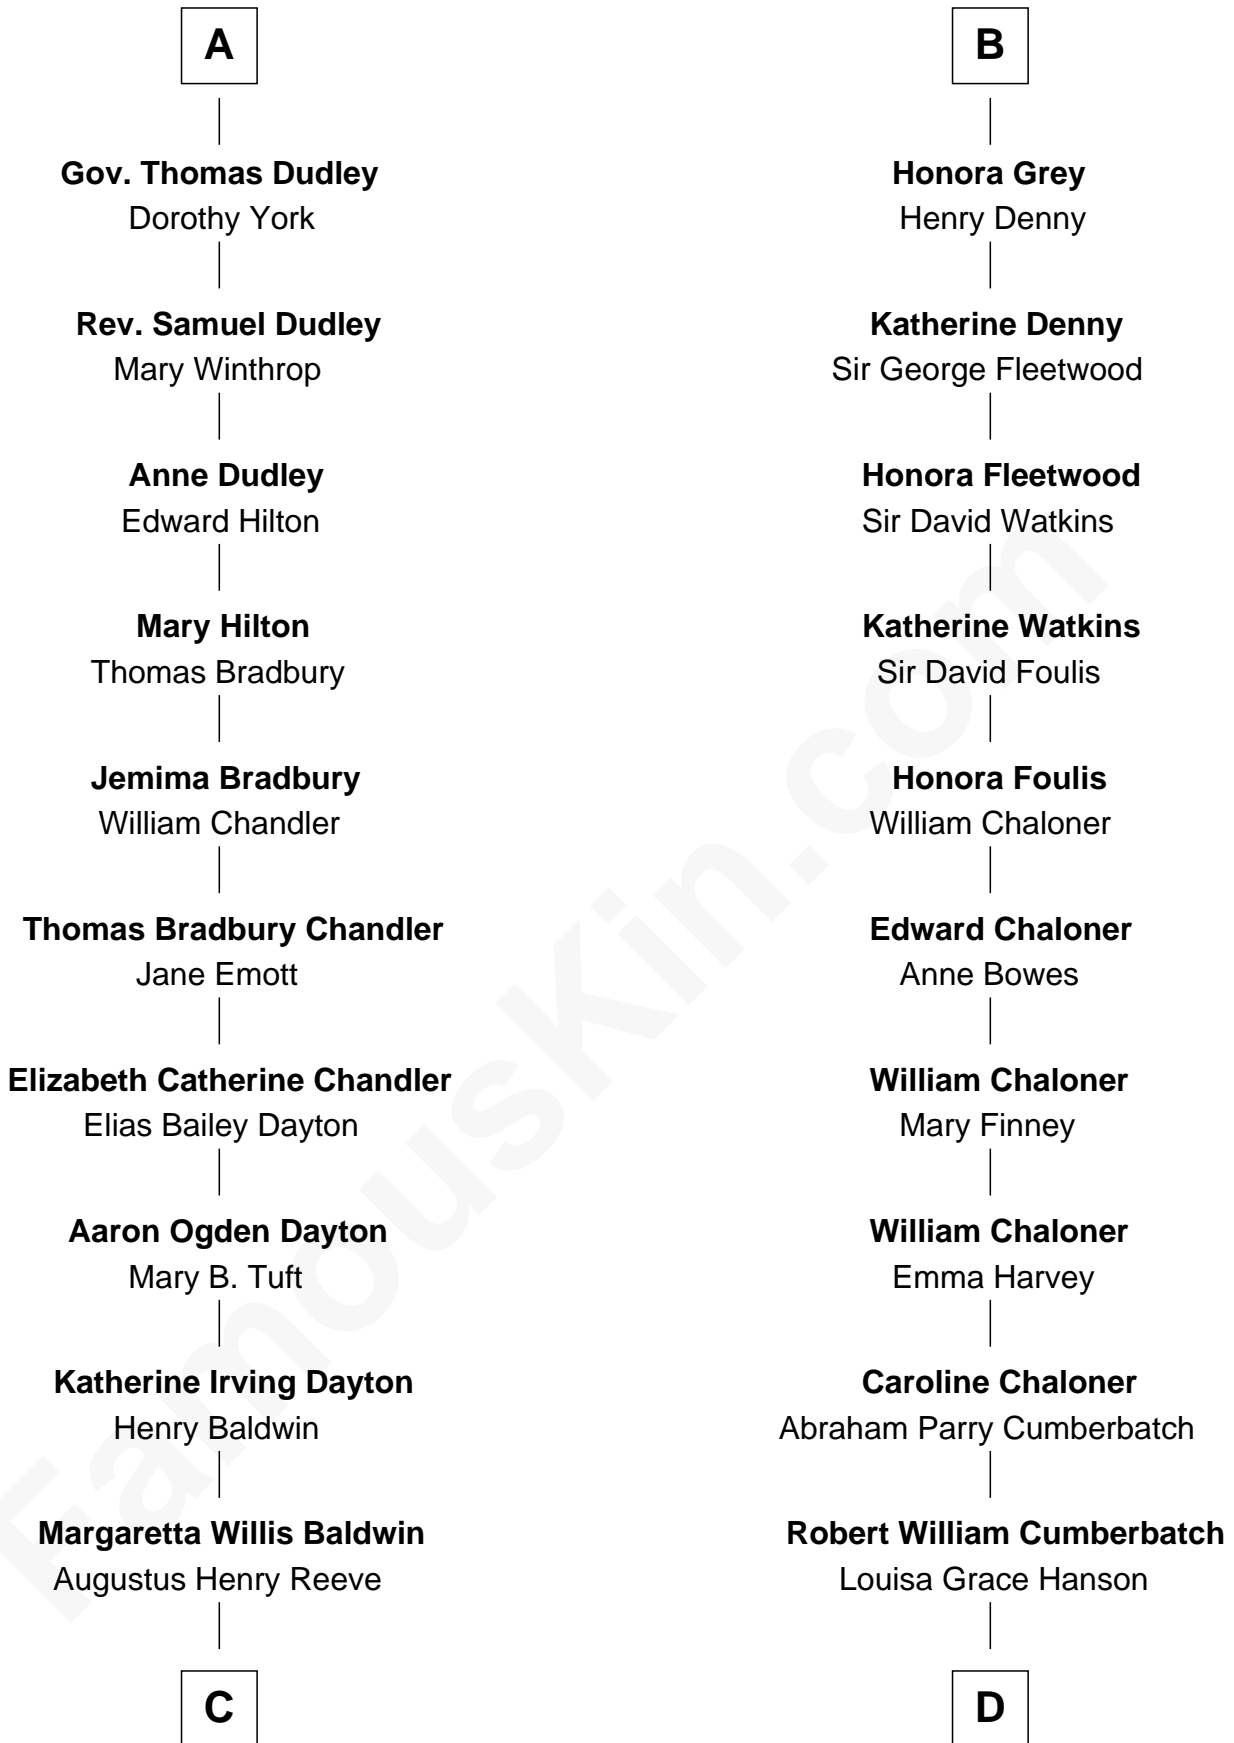 A
Gov. Thomas Dudley
Dorothy York
Rev. Samuel Dudley
Mary Winthrop
Anne Dudley
Edward Hilton
Mary Hilton
Thomas Bradbury
Jemima Bradbury
William Chandler
Thomas Bradbury Chandler
Jane Emott
Elizabeth Catherine Chandler
Elias Bailey Dayton
Aaron Ogden Dayton
Mary B. Tuft
Katherine Irving Dayton
Henry Baldwin
Margaretta Willis Baldwin
Augustus Henry Reeve
C
B
Honora Grey
Henry Denny
Katherine Denny
Sir George Fleetwood
Honora Fleetwood
Sir David Watkins
Katherine Watkins
Sir David Foulis
Honora Foulis
William Chaloner
Edward Chaloner
Anne Bowes
William Chaloner
Mary Finney
William Chaloner
Emma Harvey
Caroline Chaloner
Abraham Parry Cumberbatch
Robert William Cumberbatch
Louisa Grace Hanson
D
FamousKin.com